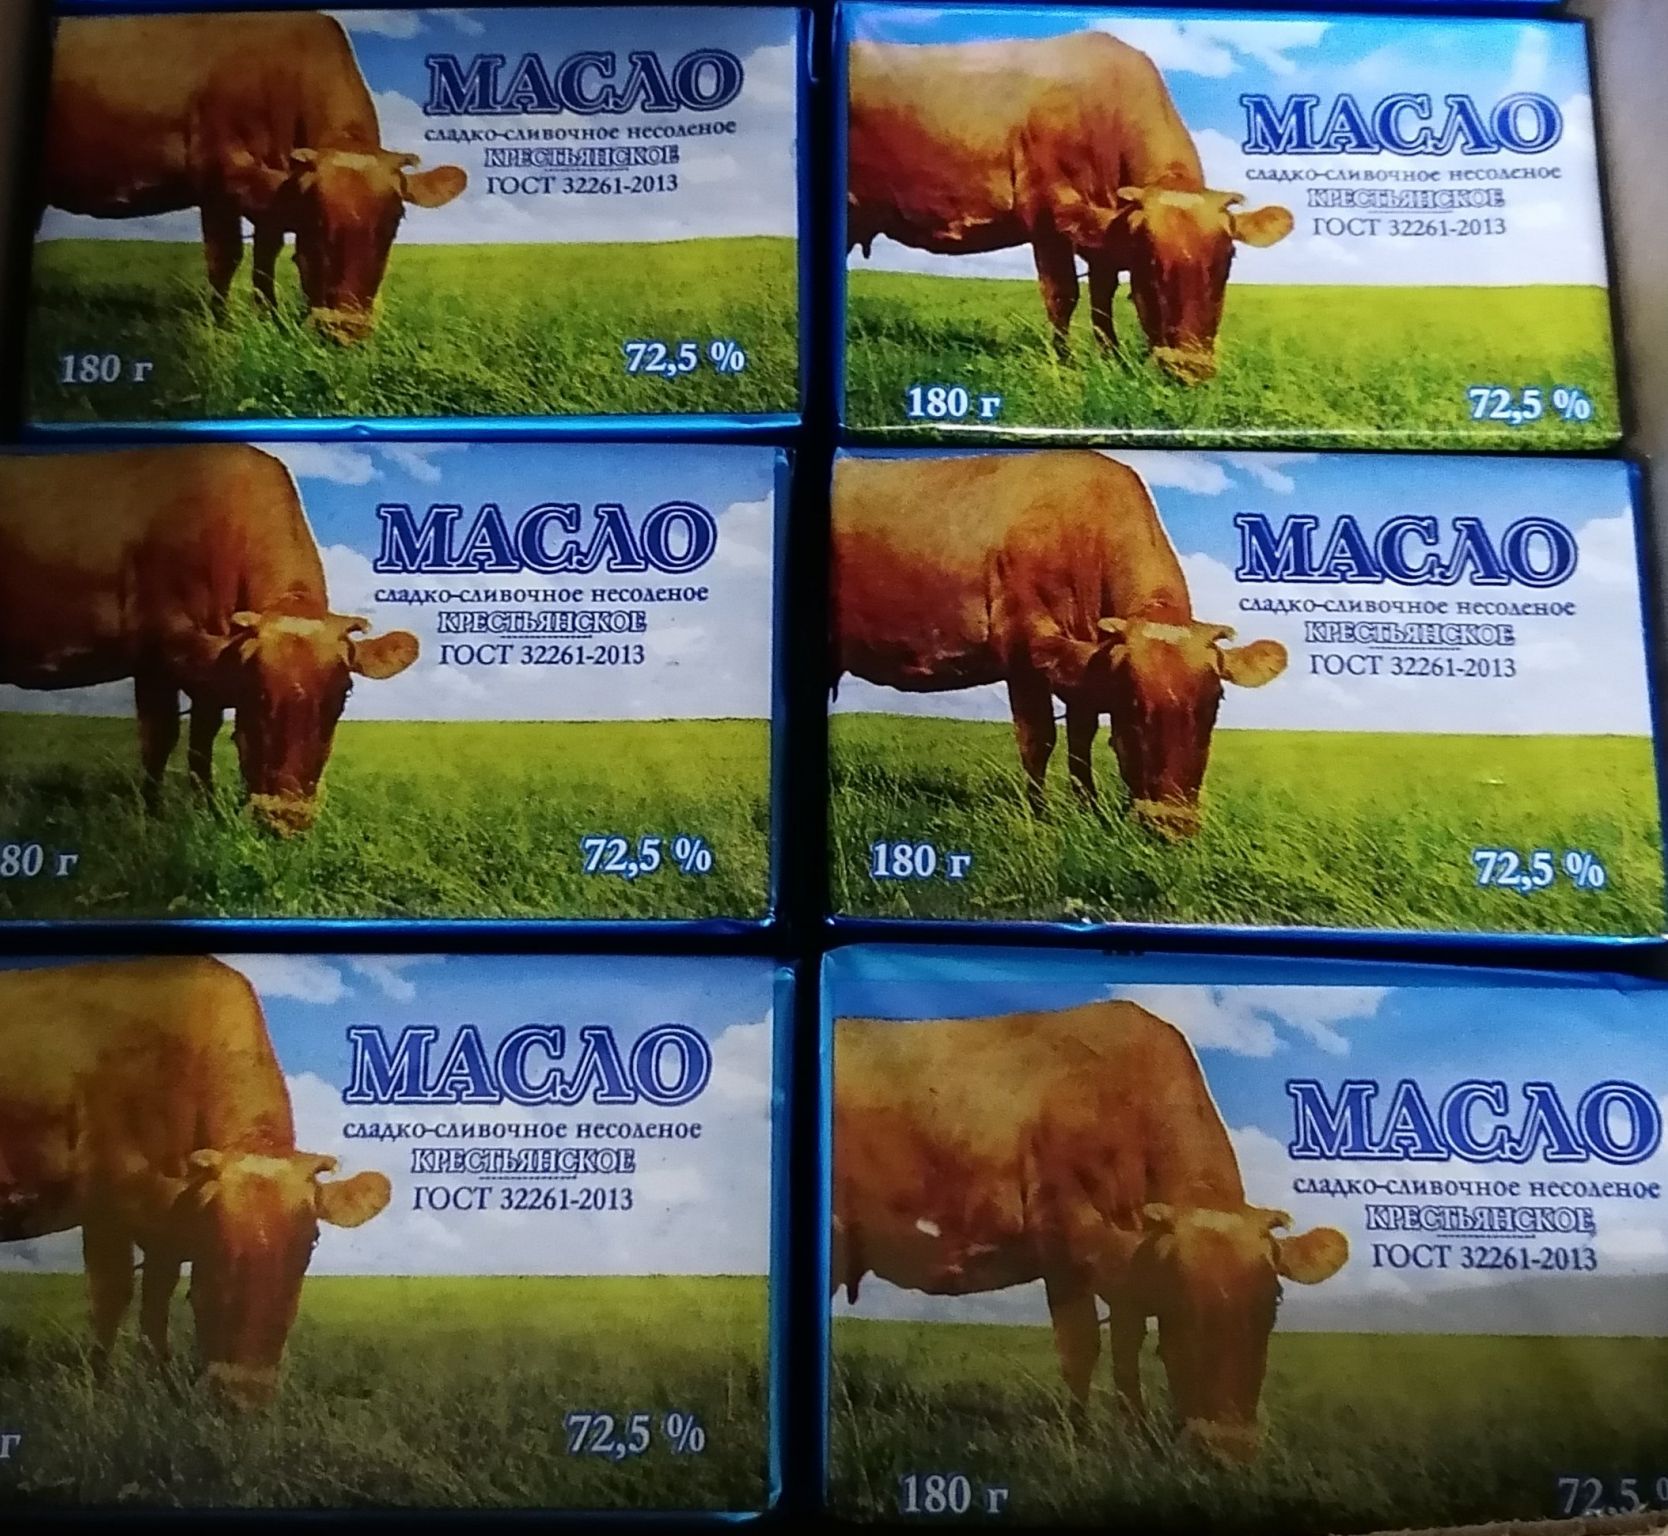 МАСЛО
сладко-сливочное несоленое
КРЕСТЬЯНСКОЕ
ГОСТ 32261-2013
180 г
72,5 %
МАСЛО
сладко-сливочное несоленое
КРЕСТЬЯНСКОЕ
ГОСТ 32261-2013
180 г
72,5 %
МАСЛО
сладко-сливочное несоленое
КРЕСТЬЯНСКОЕ
ГОСТ 32261-2013
80 г
72,5 %
МАСЛО
сладко-сливочное несоленое
КРЕСТЬЯНСКОЕ
ГОСТ 32261-2013
180 г
72,5 %
МАСЛО
сладко-сливочное несоленое
КРЕСТЬЯНСКОЕ
ГОСТ 32261-2013
г
72,5 %
МАСЛО
сладко-сливочное несоленое
КРЕСТЬЯНСКОЕ
ГОСТ 32261-2013
180 г
72,5